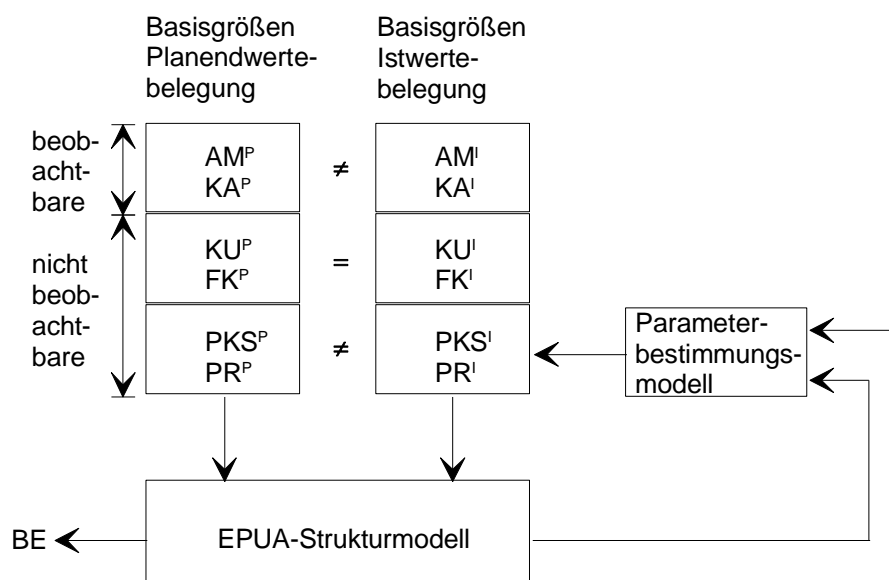 Basisgrößen
Planendwerte-
belegung
Basisgrößen
Istwerte-
belegung
beob-
acht-
bare
AMᴾ
KAᴾ
≠
AMᴵ
KAᴵ
nicht
beob-
acht-
bare
KUᴾ
FKᴾ
=
KUᴵ
FKᴵ
PKSᴾ
PRᴾ
≠
PKSᴵ
PRᴵ
Parameter-
bestimmungs-
modell
BE
EPUA-Strukturmodell